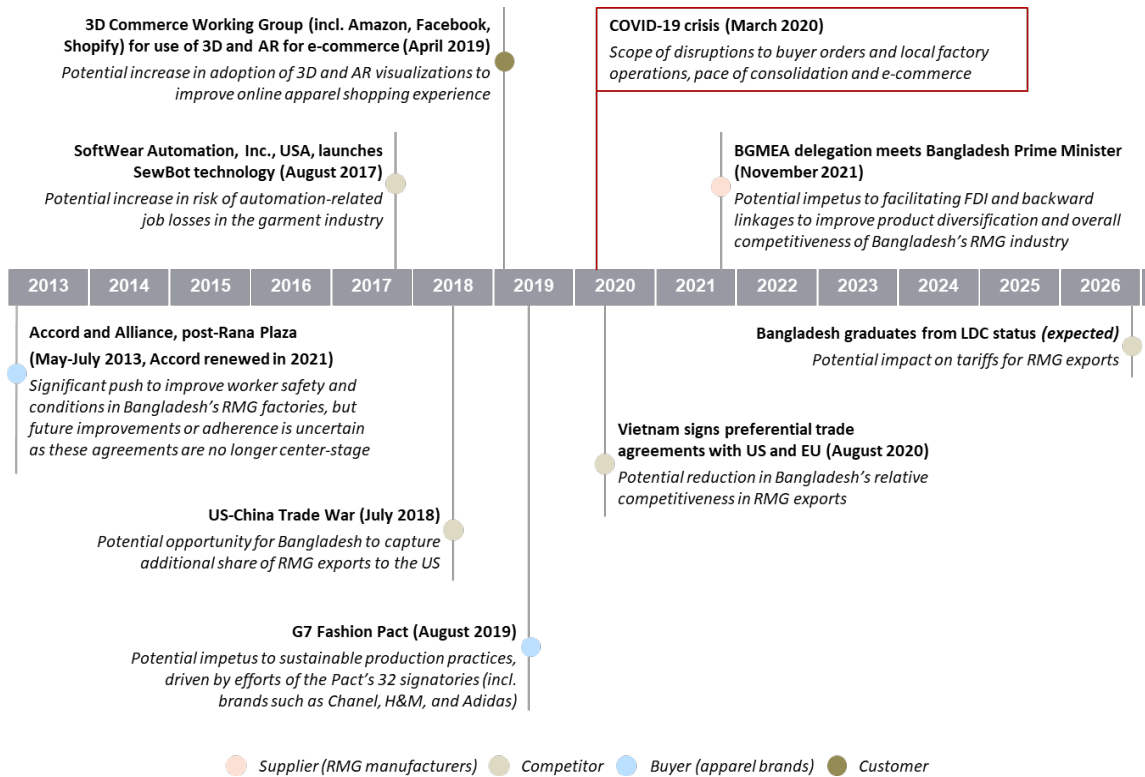 3D Commerce Working Group (incl. Amazon, Facebook,
Shopify) for use of 3D and AR for e-commerce (April 2019)
Potential increase in adoption of 3D and AR visualizations to
improve online apparel shopping experience
COVID-19 crisis (March 2020)
Scope of disruptions to buyer orders and local factory
operations, pace of consolidation and e-commerce
SoftWear Automation, Inc., USA, launches
SewBot technology (August 2017)
Potential increase in risk of automation-related
job losses in the garment industry
BGMEA delegation meets Bangladesh Prime Minister
(November 2021)
Potential impetus to facilitating FDI and backward
linkages to improve product diversification and overall
competitiveness of Bangladesh's RMG industry
2013 2014 2015 2016 2017 2018 2019 2020 2021 2022 2023 2024 2025 2026
Accord and Alliance, post-Rana Plaza
(May-July 2013, Accord renewed in 2021)
Significant push to improve worker safety and
conditions in Bangladesh's RMG factories, but
future improvements or adherence is uncertain
as these agreements are no longer center-stage
Bangladesh graduates from LDC status (expected)
Potential impact on tariffs for RMG exports
Vietnam signs preferential trade
agreements with US and EU (August 2020)
Potential reduction in Bangladesh's relative
competitiveness in RMG exports
US-China Trade War (July 2018)
Potential opportunity for Bangladesh to capture
additional share of RMG exports to the US
G7 Fashion Pact (August 2019)
Potential impetus to sustainable production practices,
driven by efforts of the Pact's 32 signatories (incl.
brands such as Chanel, H&M, and Adidas)
Supplier (RMG manufacturers) Competitor Buyer (apparel brands) Customer